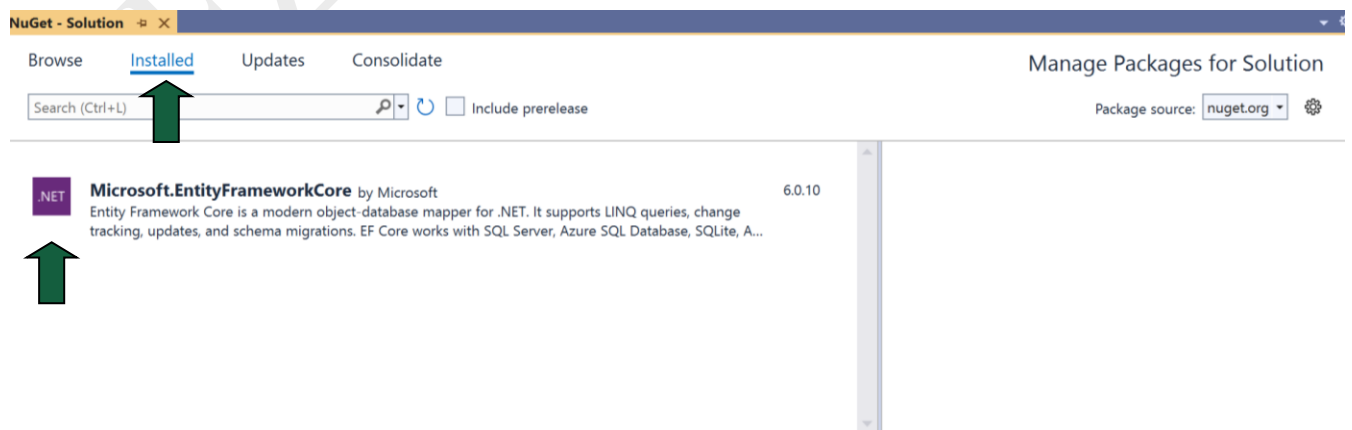 NuGet - Solution
Browse Installed Updates Consolidate Manage Packages for Solution
Search (Ctrl+L) Include prerelease Package source: nuget.org
.NET Microsoft.EntityFrameworkCore by Microsoft 6.0.10
Entity Framework Core is a modern object-database mapper for .NET. It supports LINQ queries, change
tracking, updates, and schema migrations. EF Core works with SQL Server, Azure SQL Database, SQLite, A...